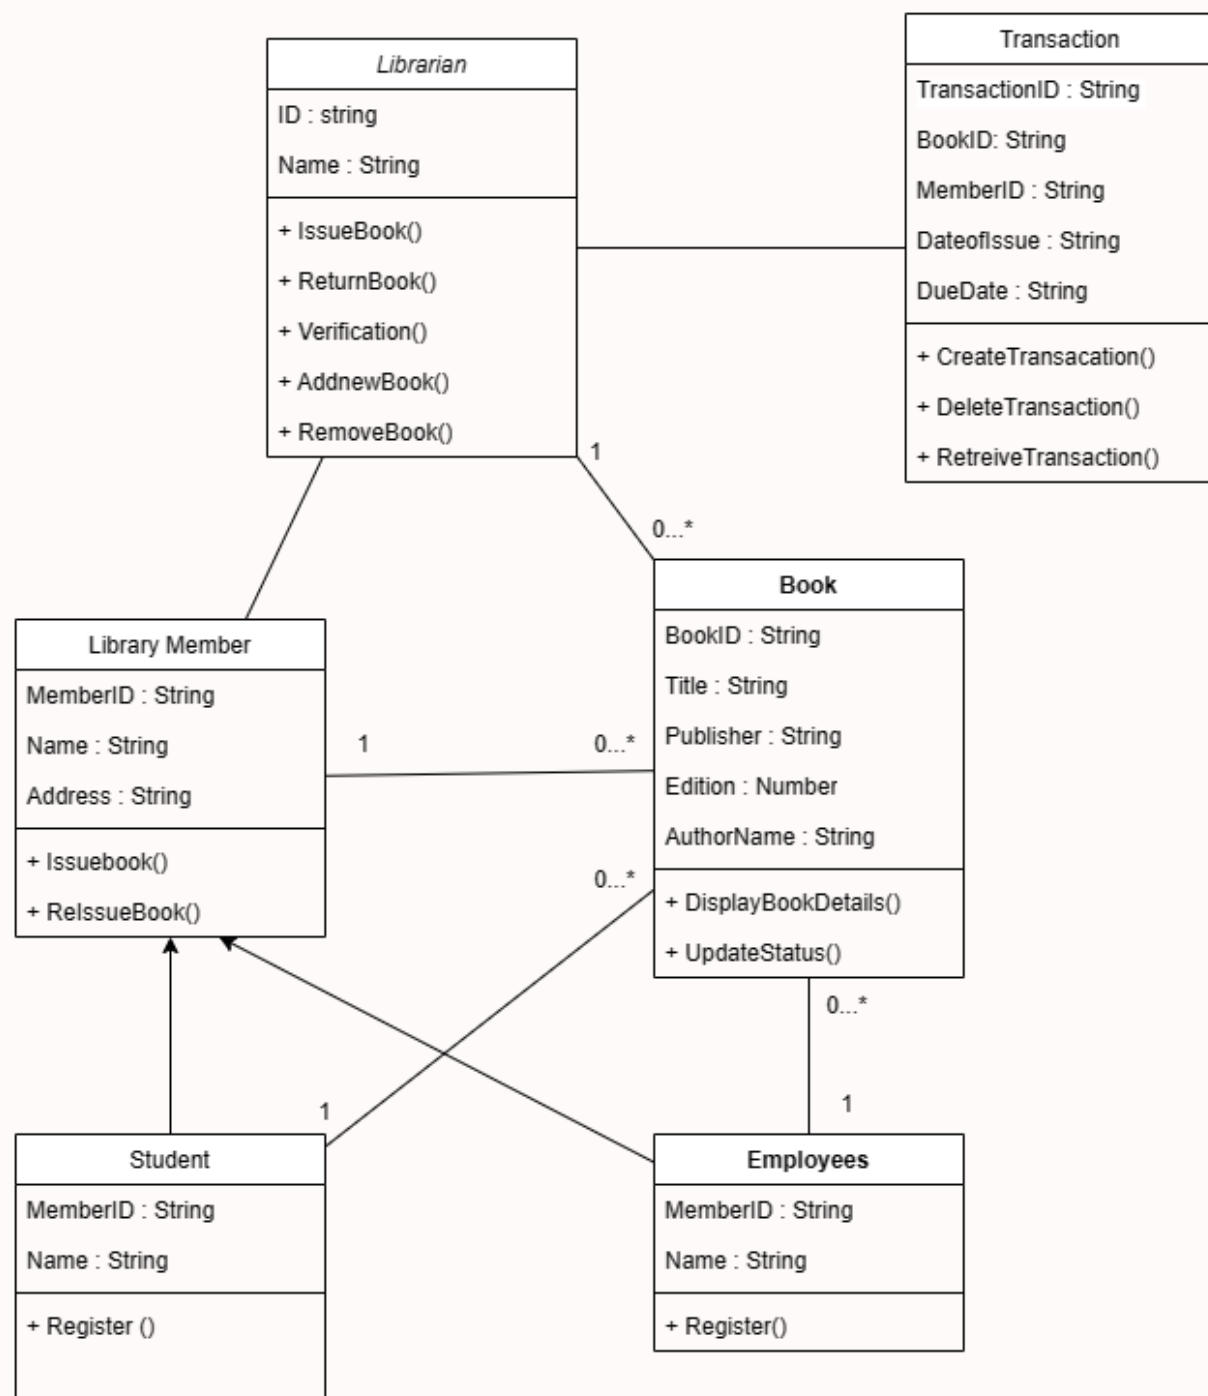 Librarian
ID : string
Name : String
+ IssueBook()
+ ReturnBook()
+ Verification()
+ AddnewBook()
+ RemoveBook()
Transaction
TransactionID : String
BookID: String
MemberID : String
DateofIssue : String
DueDate : String
+ CreateTransacation()
+ DeleteTransaction()
+ RetreiveTransaction()
1
0...*
Book
BookID : String
Title : String
Publisher : String
Edition : Number
AuthorName : String
+ DisplayBookDetails()
+ UpdateStatus()
Library Member
MemberID : String
Name : String
Address : String
+ Issuebook()
+ ReIssueBook()
1
0...*
0...*
1
0...*
1
Student
MemberID : String
Name : String
+ Register ()
Employees
MemberID : String
Name : String
+ Register()